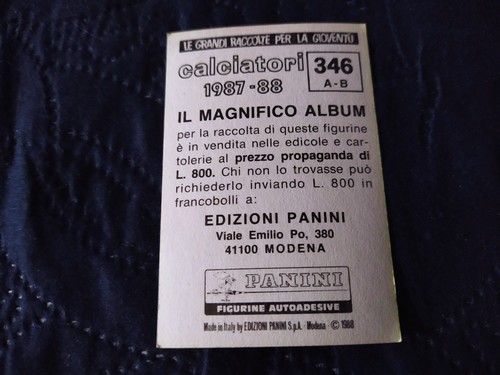 LE GRANDI RACCOLTE PER LA GIOVENTÙ
calciatori
1987-88
346
A-B
IL MAGNIFICO ALBUM
per la raccolta di queste figurine
è in vendita nelle edicole e car-
tolerie al prezzo propaganda di
L. 800. Chi non lo trovasse può
richiederlo inviando L. 800 in
francobolli a:
EDIZIONI PANINI
Viale Emilio Po, 380
41100 MODENA
PANINI
FIGURINE AUTOADESIVE
Made in Italy by EDIZIONI PANINI S.p.A. - Modena - © 1988